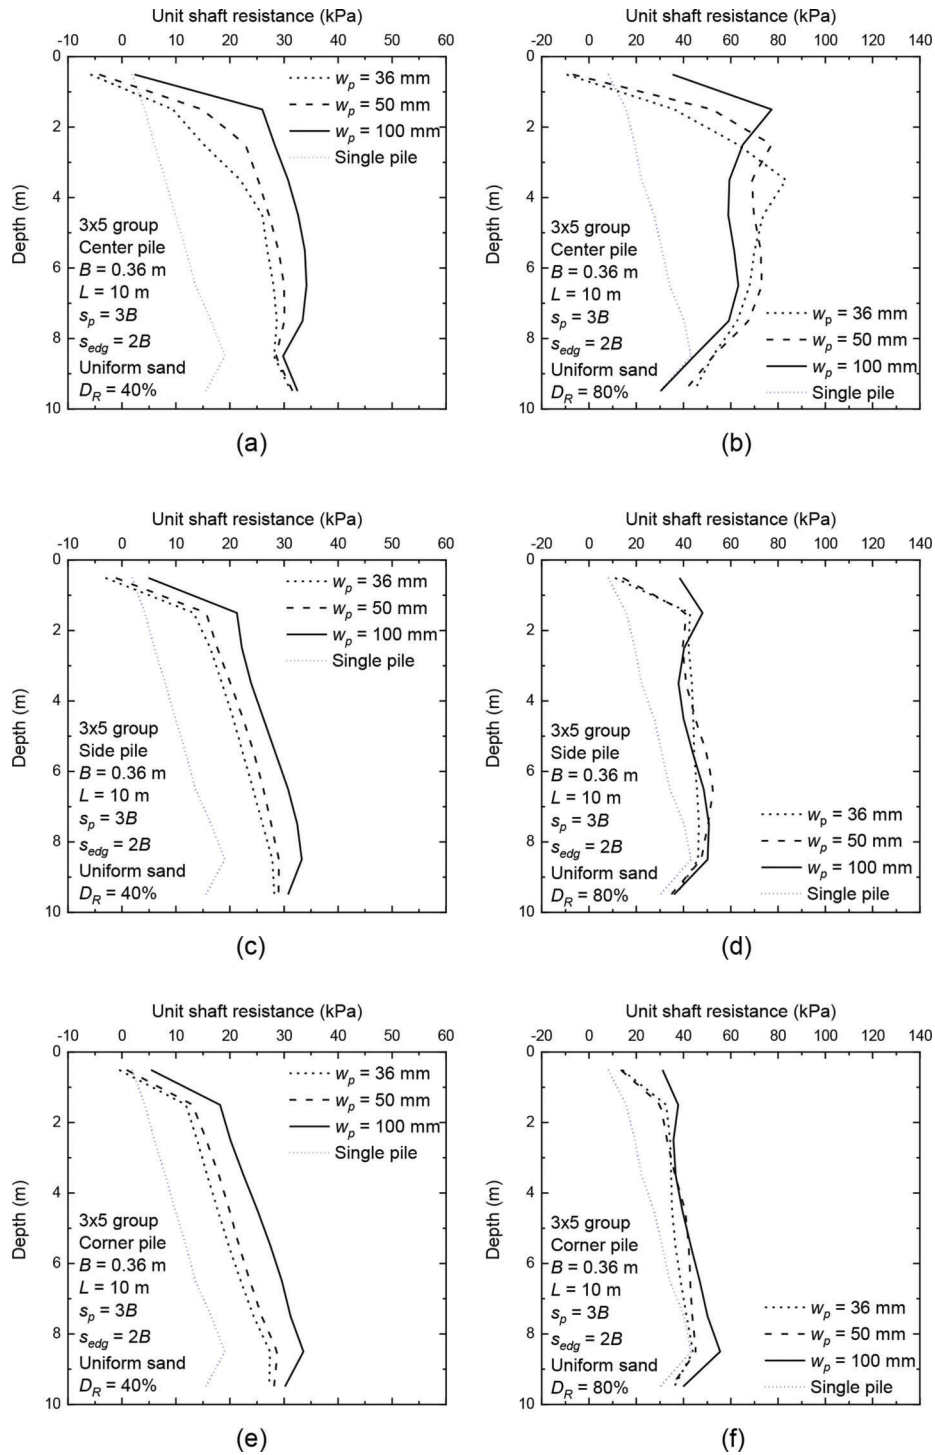 Unit shaft resistance (kPa)
-10 0 10 20 30 40 50 60
0
2
4
6
8
10
Depth (m)
w_p = 36 mm
w_p = 50 mm
w_p = 100 mm
Single pile
3x5 group
Center pile
B = 0.36 m
L = 10 m
s_p = 3B
s_edg = 2B
Uniform sand
D_R = 40%
(a)
Unit shaft resistance (kPa)
-20 0 20 40 60 80 100 120 140
0
2
4
6
8
10
Depth (m)
3x5 group
Center pile
B = 0.36 m
L = 10 m
s_p = 3B
s_edg = 2B
Uniform sand
D_R = 80%
w_p = 36 mm
w_p = 50 mm
w_p = 100 mm
Single pile
(b)
Unit shaft resistance (kPa)
-10 0 10 20 30 40 50 60
0
2
4
6
8
10
Depth (m)
w_p = 36 mm
w_p = 50 mm
w_p = 100 mm
Single pile
3x5 group
Side pile
B = 0.36 m
L = 10 m
s_p = 3B
s_edg = 2B
Uniform sand
D_R = 40%
(c)
Unit shaft resistance (kPa)
-20 0 20 40 60 80 100 120 140
0
2
4
6
8
10
Depth (m)
3x5 group
Side pile
B = 0.36 m
L = 10 m
s_p = 3B
s_edg = 2B
Uniform sand
D_R = 80%
w_p = 36 mm
w_p = 50 mm
w_p = 100 mm
Single pile
(d)
Unit shaft resistance (kPa)
-10 0 10 20 30 40 50 60
0
2
4
6
8
10
Depth (m)
w_p = 36 mm
w_p = 50 mm
w_p = 100 mm
Single pile
3x5 group
Corner pile
B = 0.36 m
L = 10 m
s_p = 3B
s_edg = 2B
Uniform sand
D_R = 40%
(e)
Unit shaft resistance (kPa)
-20 0 20 40 60 80 100 120 140
0
2
4
6
8
10
Depth (m)
3x5 group
Corner pile
B = 0.36 m
L = 10 m
s_p = 3B
s_edg = 2B
Uniform sand
D_R = 80%
w_p = 36 mm
w_p = 50 mm
w_p = 100 mm
Single pile
(f)